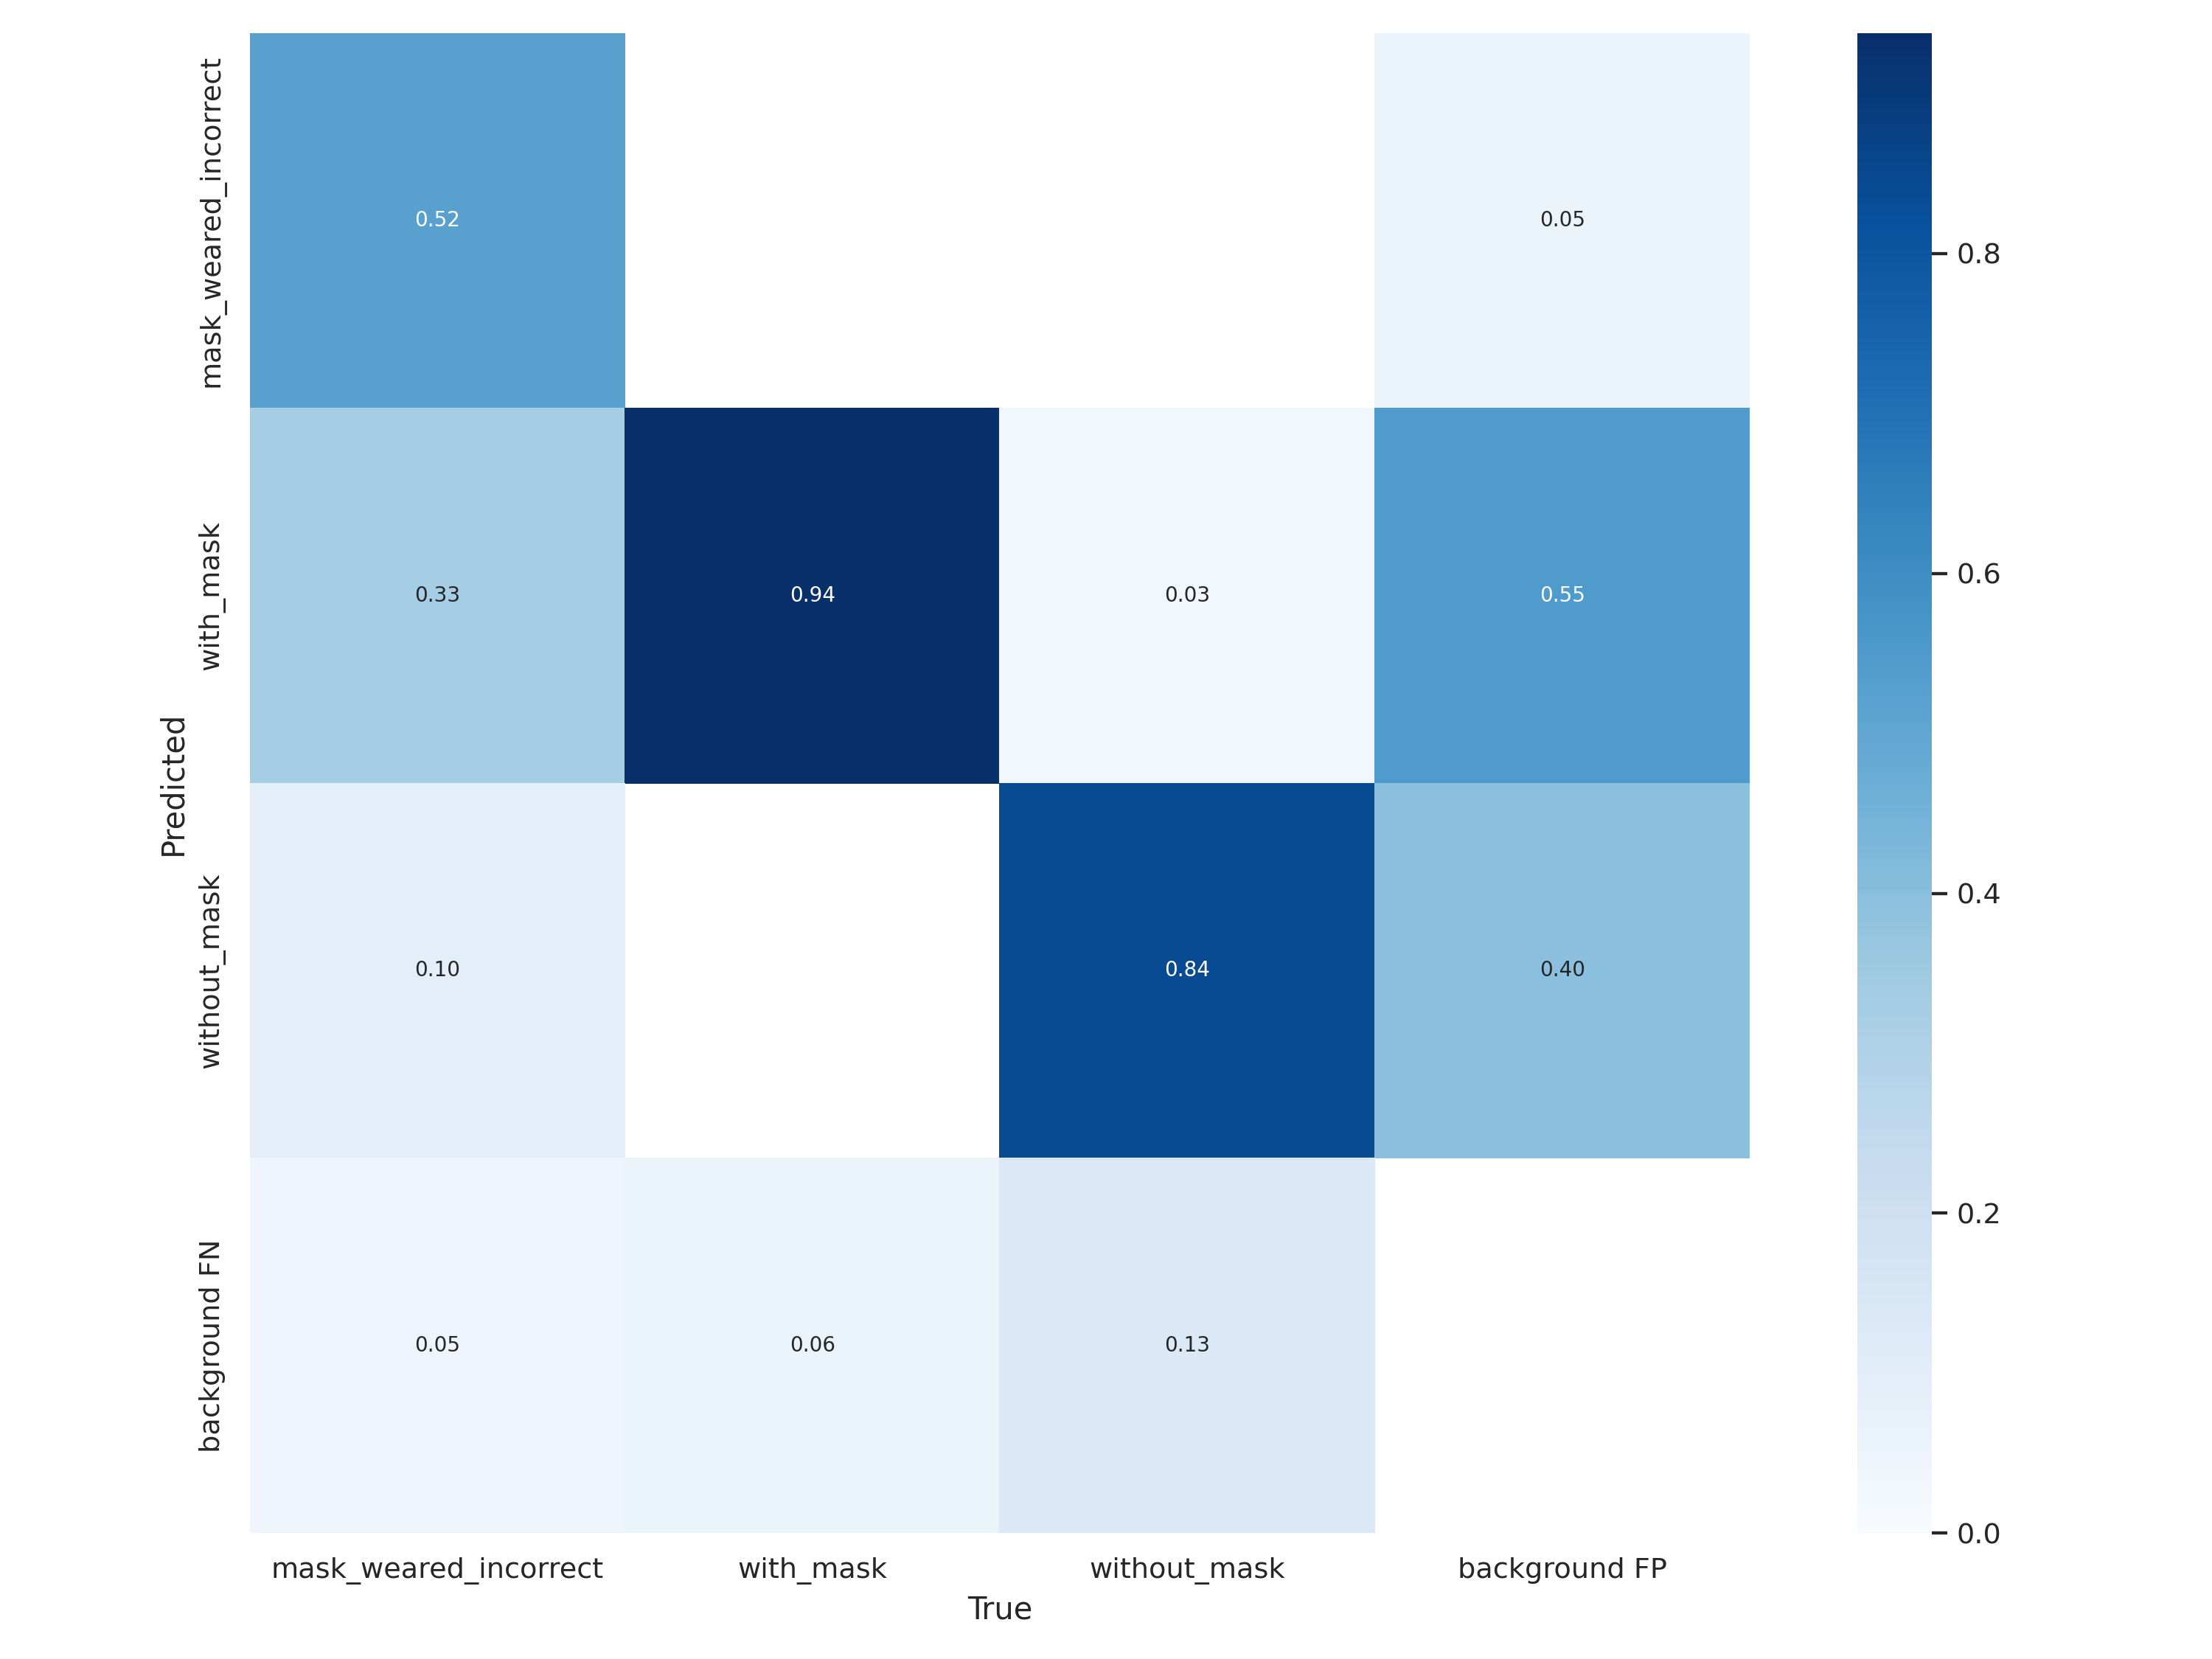 mask_weared_incorrect
0.52
0.05
0.8
with_mask
0.33
0.94
0.03
0.55
0.6
Predicted
without_mask
0.10
0.84
0.40
0.4
background FN
0.05
0.06
0.13
0.2
0.0
mask_weared_incorrect
with_mask
without_mask
background FP
True